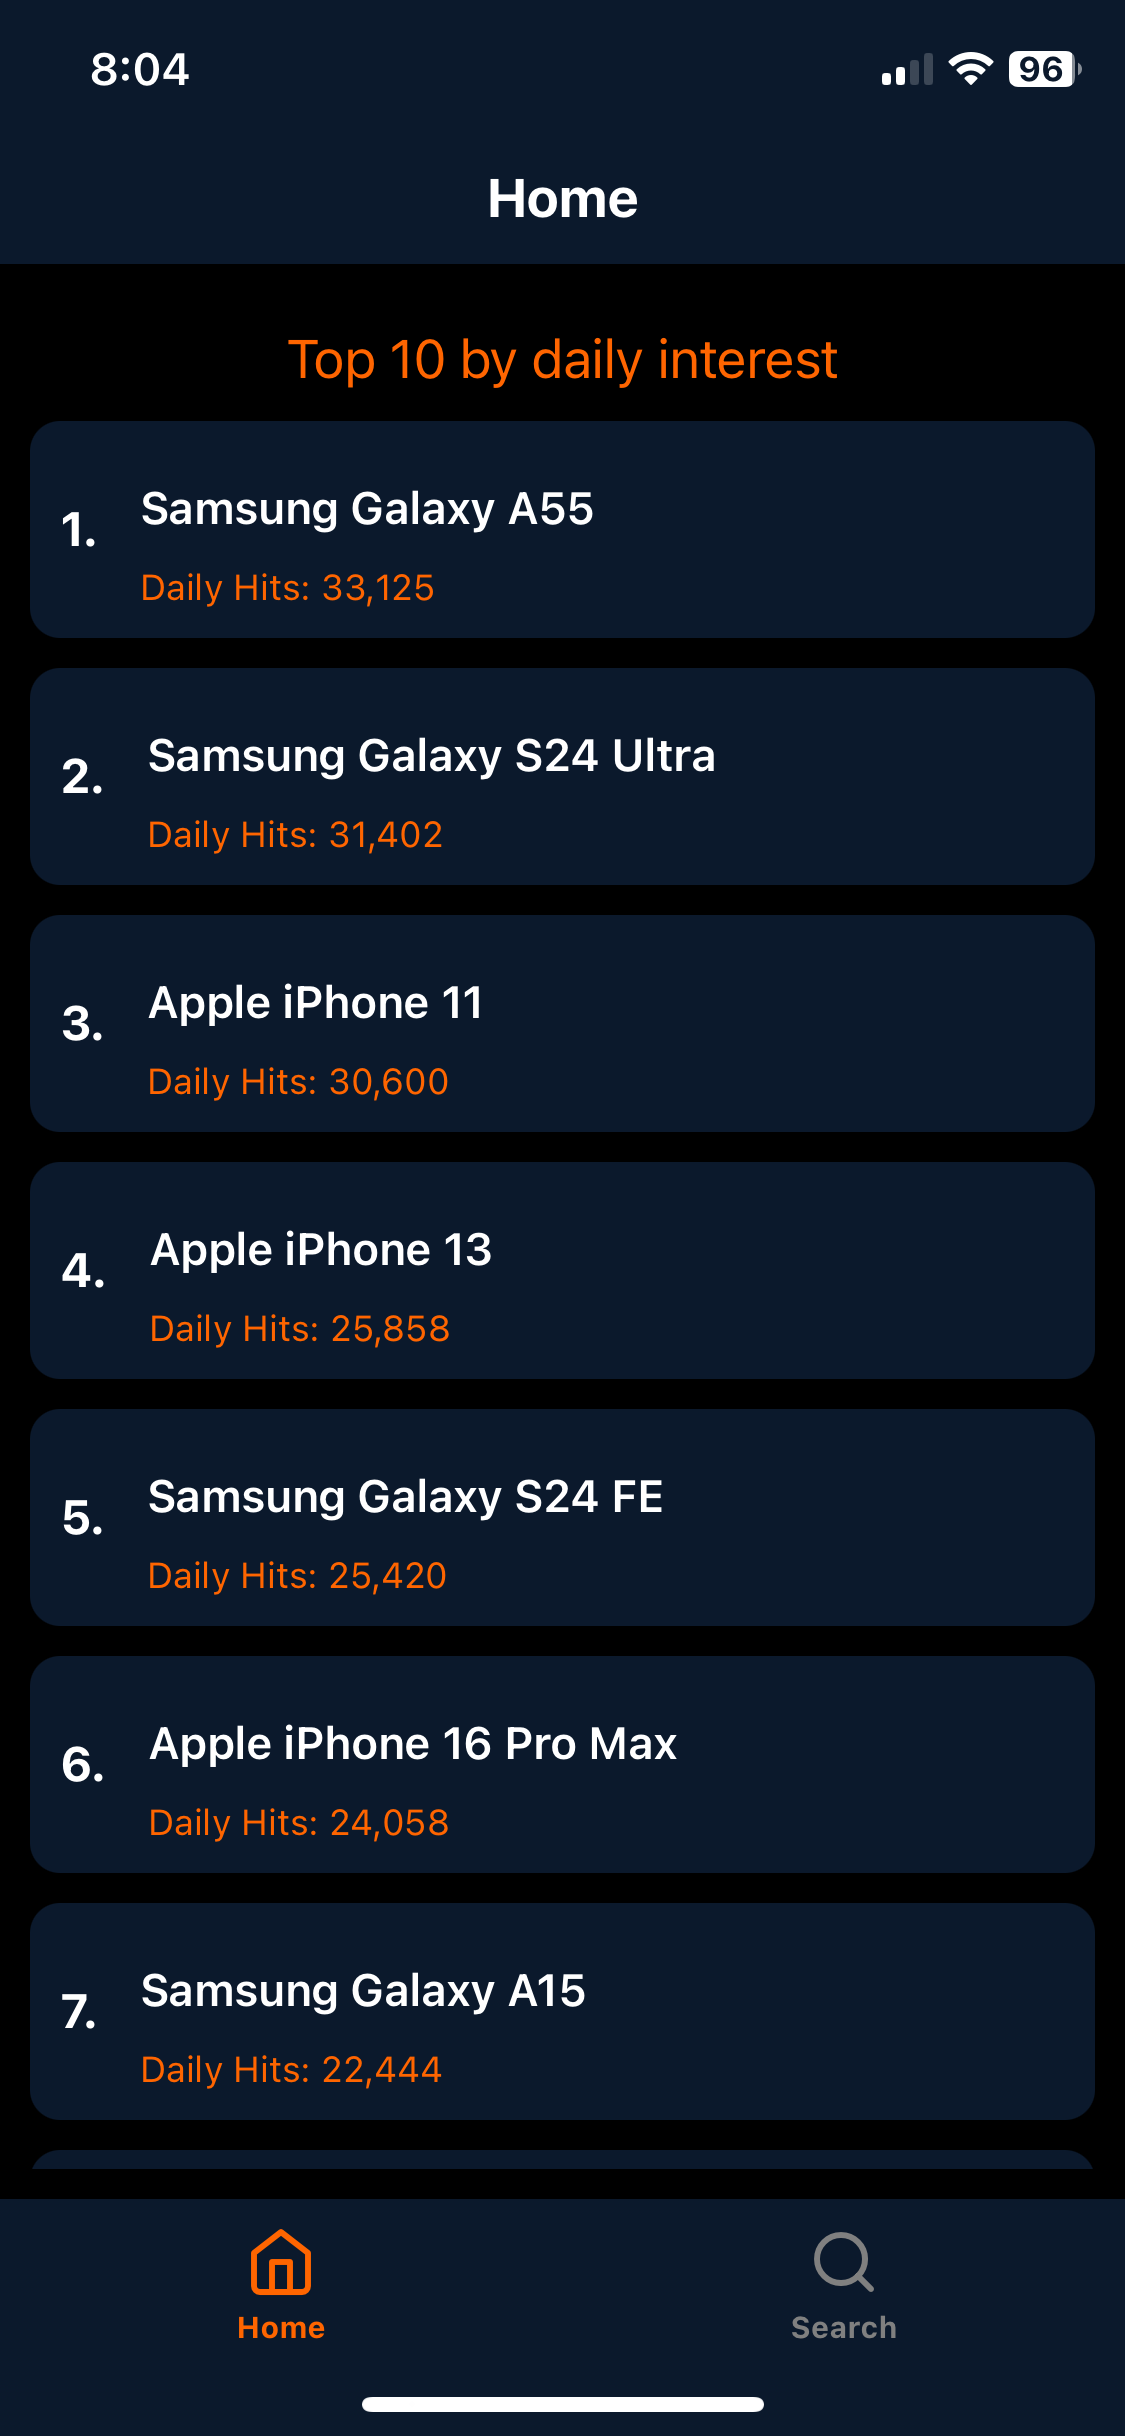 8:04
96
Home
Top 10 by daily interest
1.
Samsung Galaxy A55
Daily Hits: 33,125
2.
Samsung Galaxy S24 Ultra
Daily Hits: 31,402
3.
Apple iPhone 11
Daily Hits: 30,600
4.
Apple iPhone 13
Daily Hits: 25,858
5.
Samsung Galaxy S24 FE
Daily Hits: 25,420
6.
Apple iPhone 16 Pro Max
Daily Hits: 24,058
7.
Samsung Galaxy A15
Daily Hits: 22,444
Home
Search